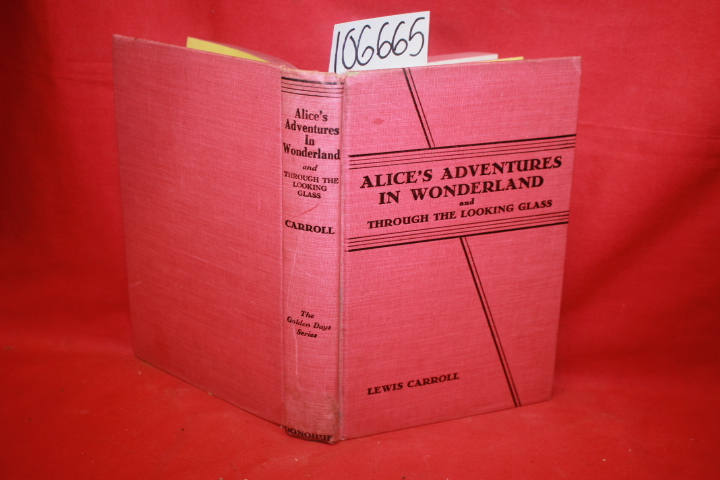 106665
Alice's
Adventures
in
Wonderland
and
THROUGH THE
LOOKING
GLASS
CARROLL
The
Golden Days
Series
DONOHUE
ALICE'S ADVENTURES
IN WONDERLAND
and
THROUGH THE LOOKING GLASS
LEWIS CARROLL